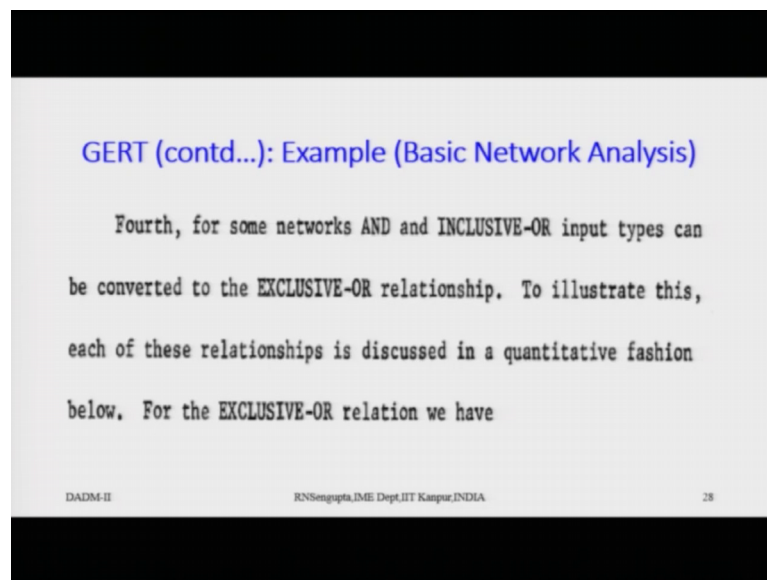 GERT (contd...): Example (Basic Network Analysis)
Fourth, for some networks AND and INCLUSIVE-OR input types can
be converted to the EXCLUSIVE-OR relationship. To illustrate this,
each of these relationships is discussed in a quantitative fashion
below. For the EXCLUSIVE-OR relation we have
DADM-II
RNSengupta,IME Dept,IIT Kanpur,INDIA
28